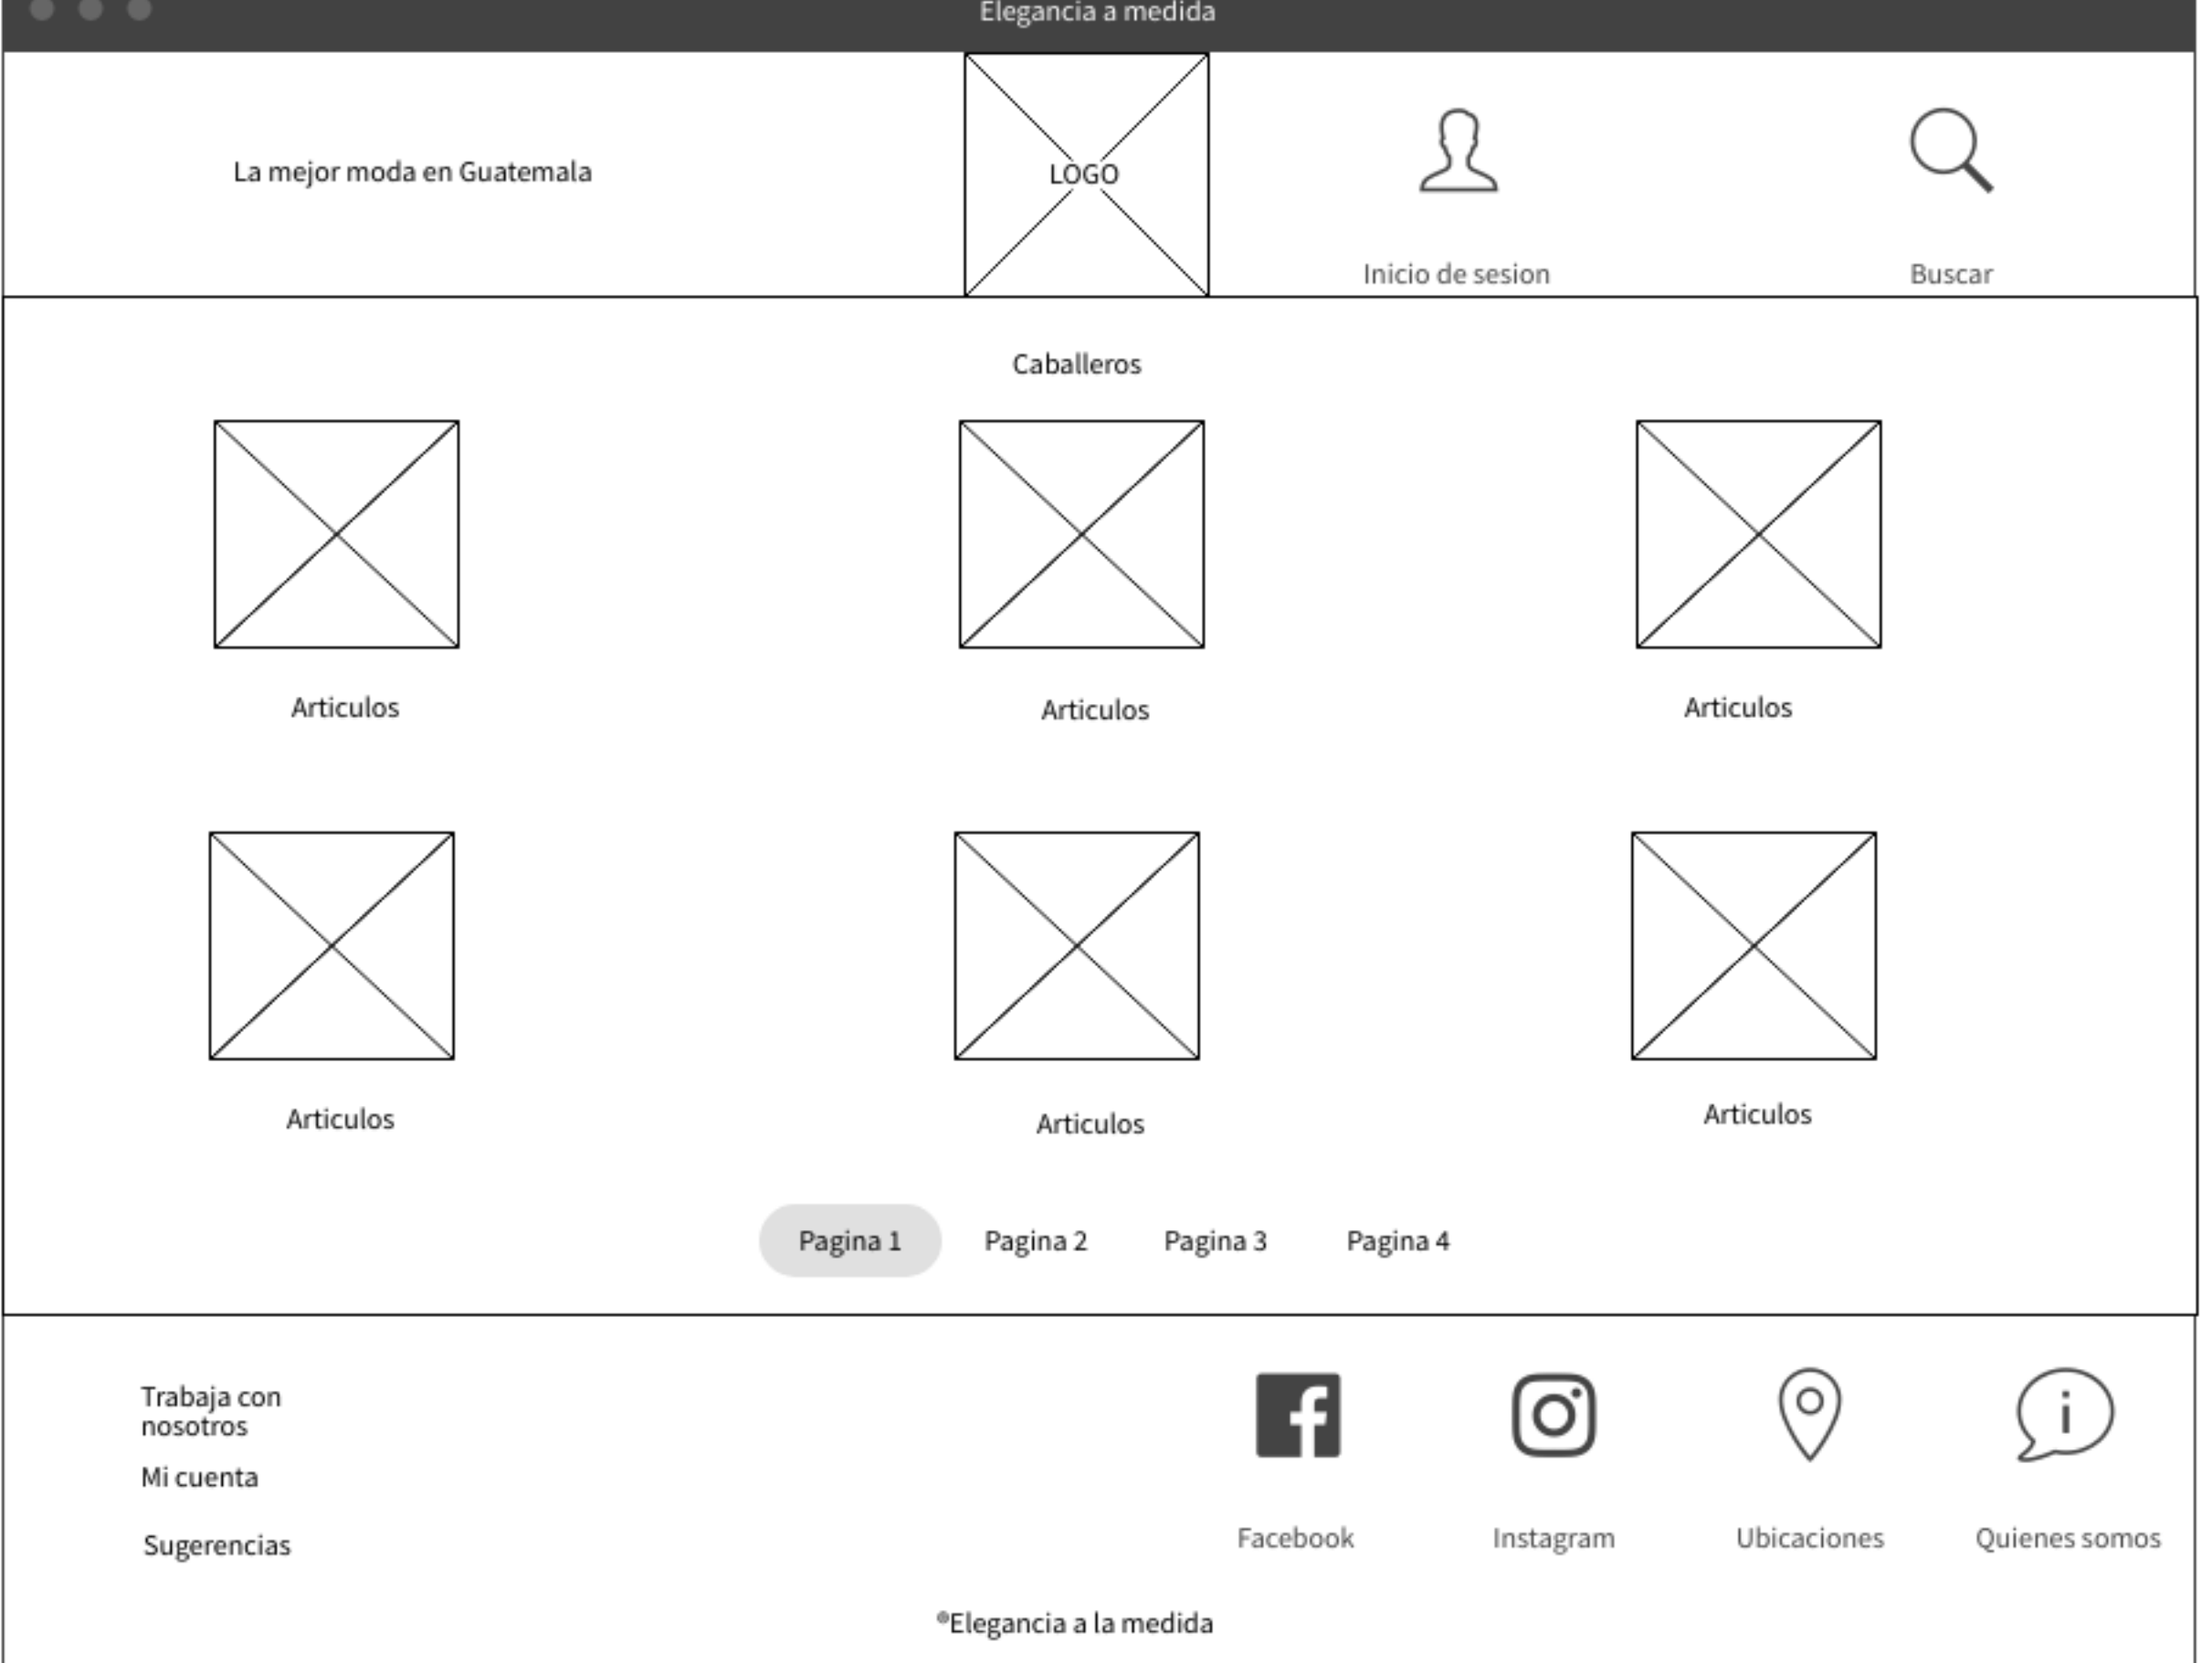 Elegancia a medida
La mejor moda en Guatemala
LOGO
Inicio de sesion
Buscar
Caballeros
Articulos
Articulos
Articulos
Articulos
Articulos
Articulos
Pagina 1
Pagina 2
Pagina 3
Pagina 4
Trabaja con
nosotros
Mi cuenta
Sugerencias
Facebook
Instagram
Ubicaciones
Quienes somos
®Elegancia a la medida